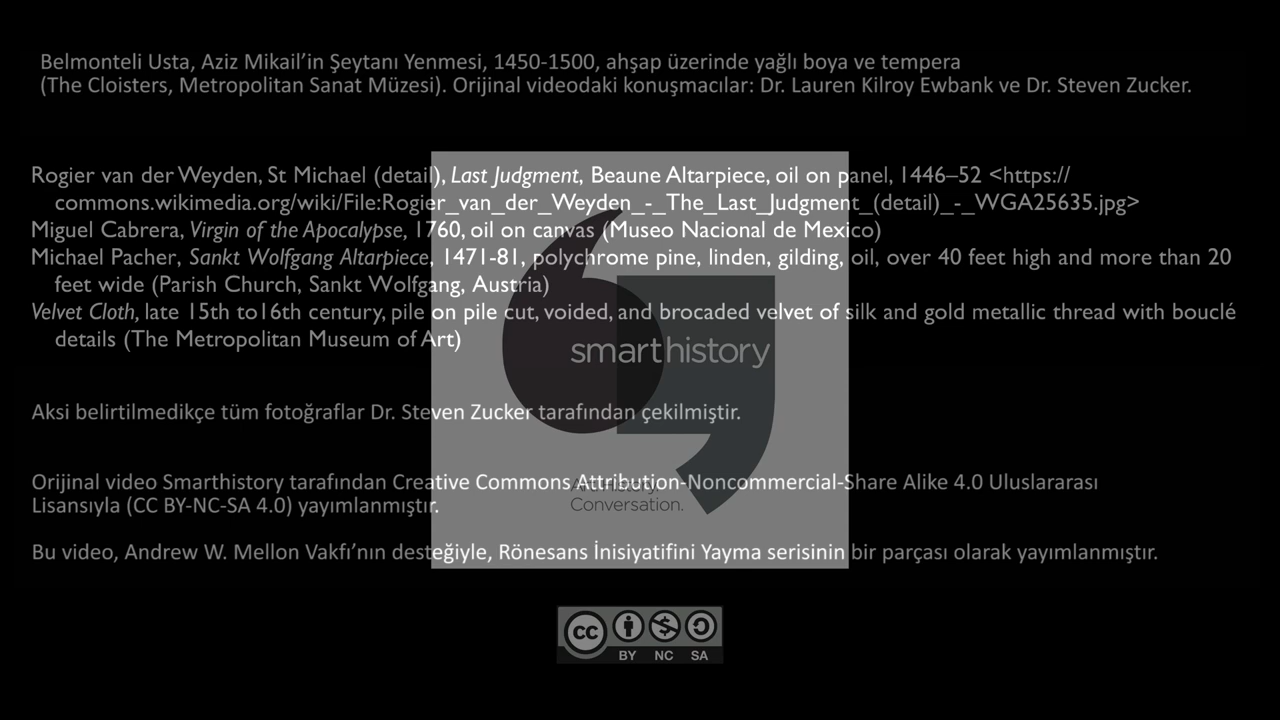 Belmonteli Usta, Aziz Mikail’in Şeytanı Yenmesi, 1450-1500, ahşap üzerinde yağlı boya ve tempera
(The Cloisters, Metropolitan Sanat Müzesi). Orijinal videodaki konuşmacılar: Dr. Lauren Kilroy Ewbank ve Dr. Steven Zucker.
Rogier van der Weyden, St Michael (detail), Last Judgment, Beaune Altarpiece, oil on panel, 1446–52 <https://
commons.wikimedia.org/wiki/File:Rogier_van_der_Weyden_-_The_Last_Judgment_(detail)_-_WGA25635.jpg>
Miguel Cabrera, Virgin of the Apocalypse, 1760, oil on canvas (Museo Nacional de Mexico)
Michael Pacher, Sankt Wolfgang Altarpiece, 1471-81, polychrome pine, linden, gilding, oil, over 40 feet high and more than 20
feet wide (Parish Church, Sankt Wolfgang, Austria)
Velvet Cloth, late 15th to16th century, pile on pile cut, voided, and brocaded velvet of silk and gold metallic thread with bouclé
details (The Metropolitan Museum of Art)
smarthistory
Aksi belirtilmedikçe tüm fotoğraflar Dr. Steven Zucker tarafından çekilmiştir.
Orijinal video Smarthistory tarafından Creative Commons Attribution-Noncommercial-Share Alike 4.0 Uluslararası
Art History.
Lisansıyla (CC BY-NC-SA 4.0) yayımlanmıştır.
Conversation.
Bu video, Andrew W. Mellon Vakfı’nın desteğiyle, Rönesans İnisiyatifini Yayma serisinin bir parçası olarak yayımlanmıştır.
cc
BY NC SA